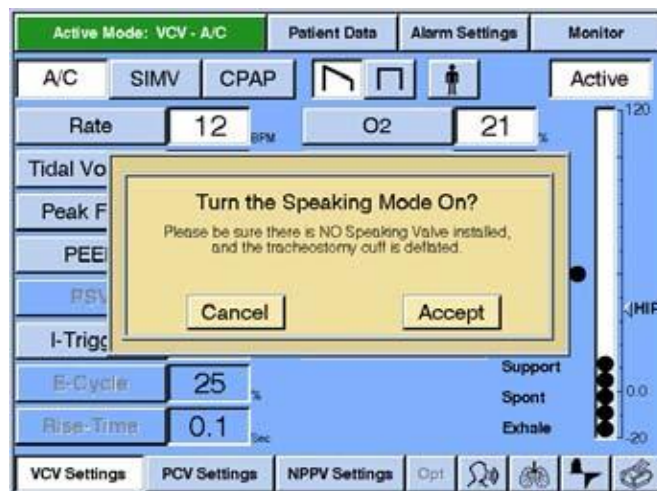 Active Mode: VCV - A/C Patient Data Alarm Settings Monitor
A/C SIMV CPAP Active
Rate 12 BPM O2 21 %
120
Tidal Vo
Turn the Speaking Mode On?
Peak F
Please be sure there is NO Speaking Valve installed,
and the tracheostomy cuff is deflated.
PEE
PSV
Cancel Accept
HIP
I-Trigg
Support
E-Cycle 25 %
Spont 0.0
Rise-Time 0.1 Sec
Exhale -20
VCV Settings PCV Settings NPPV Settings Opt